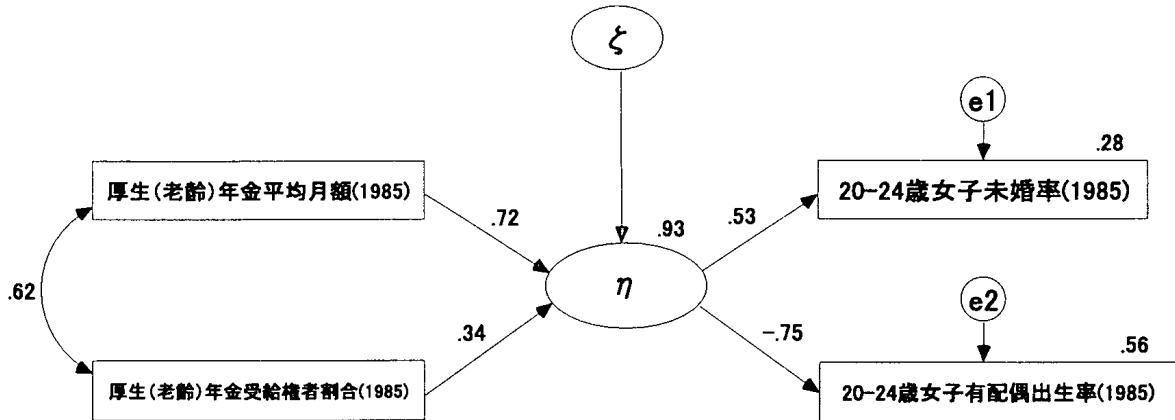 ζ
e1
.28
厚生(老齢)年金平均月額(1985)
20-24歳女子未婚率(1985)
.72
.93
.53
.62
η
e2
.34
-.75
.56
厚生(老齢)年金受給権者割合(1985)
20-24歳女子有配偶出生率(1985)